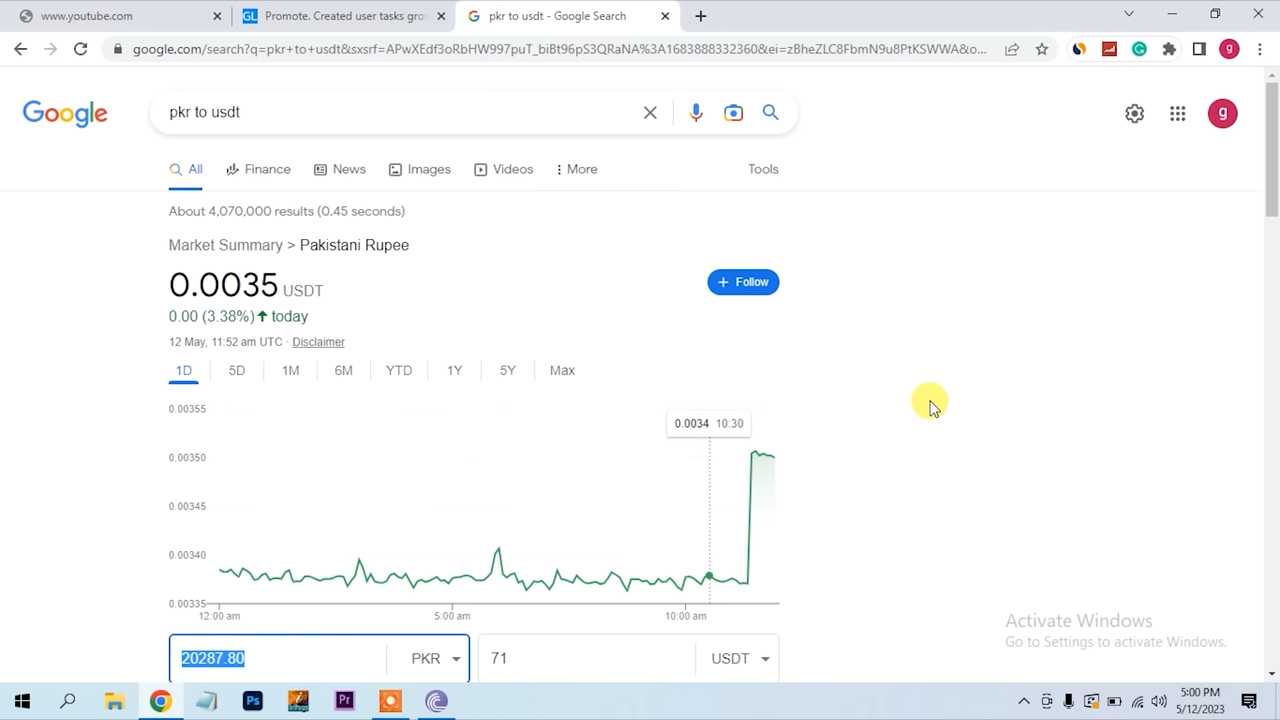 www.youtube.com
GL Promote. Created user tasks gro
pkr to usdt - Google Search
google.com/search?q=pkr+to+usdt&sxsrf=APwXEdf3oRbHW997puT_biBt96pS3QRaNA%3A1683888332360&ei=zBheZLC8FbmN9u8PtKSWWA&o...
g
Google
pkr to usdt
g
All
Finance
News
Images
Videos
More
Tools
About 4,070,000 results (0.45 seconds)
Market Summary > Pakistani Rupee
0.0035 USDT
+ Follow
0.00 (3.38%) today
12 May, 11:52 am UTC · Disclaimer
1D 5D 1M 6M YTD 1Y 5Y Max
0.00355
0.0034 10:30
0.00350
0.00345
0.00340
0.00335
12:00 am 5:00 am 10:00 am
20287.80 PKR 71 USDT
Activate Windows
Go to Settings to activate Windows.
Ps
Pr
5:00 PM
5/12/2023